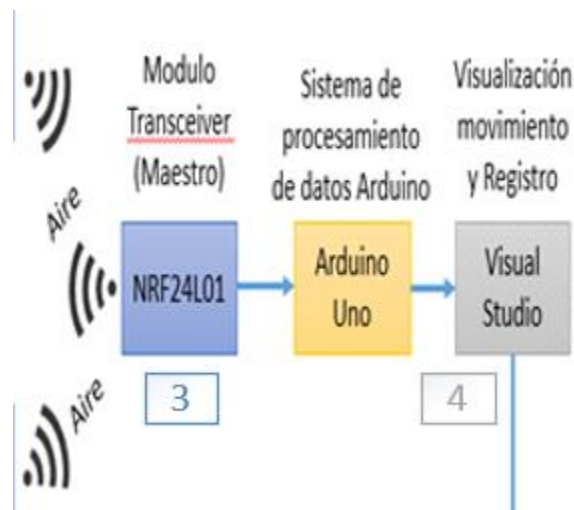 Modulo
Transceiver
(Maestro)
Sistema de
procesamiento
de datos Arduino
Visualización
movimiento
y Registro
Aire
NRF24L01
Arduino
Uno
Visual
Studio
3
4
Aire